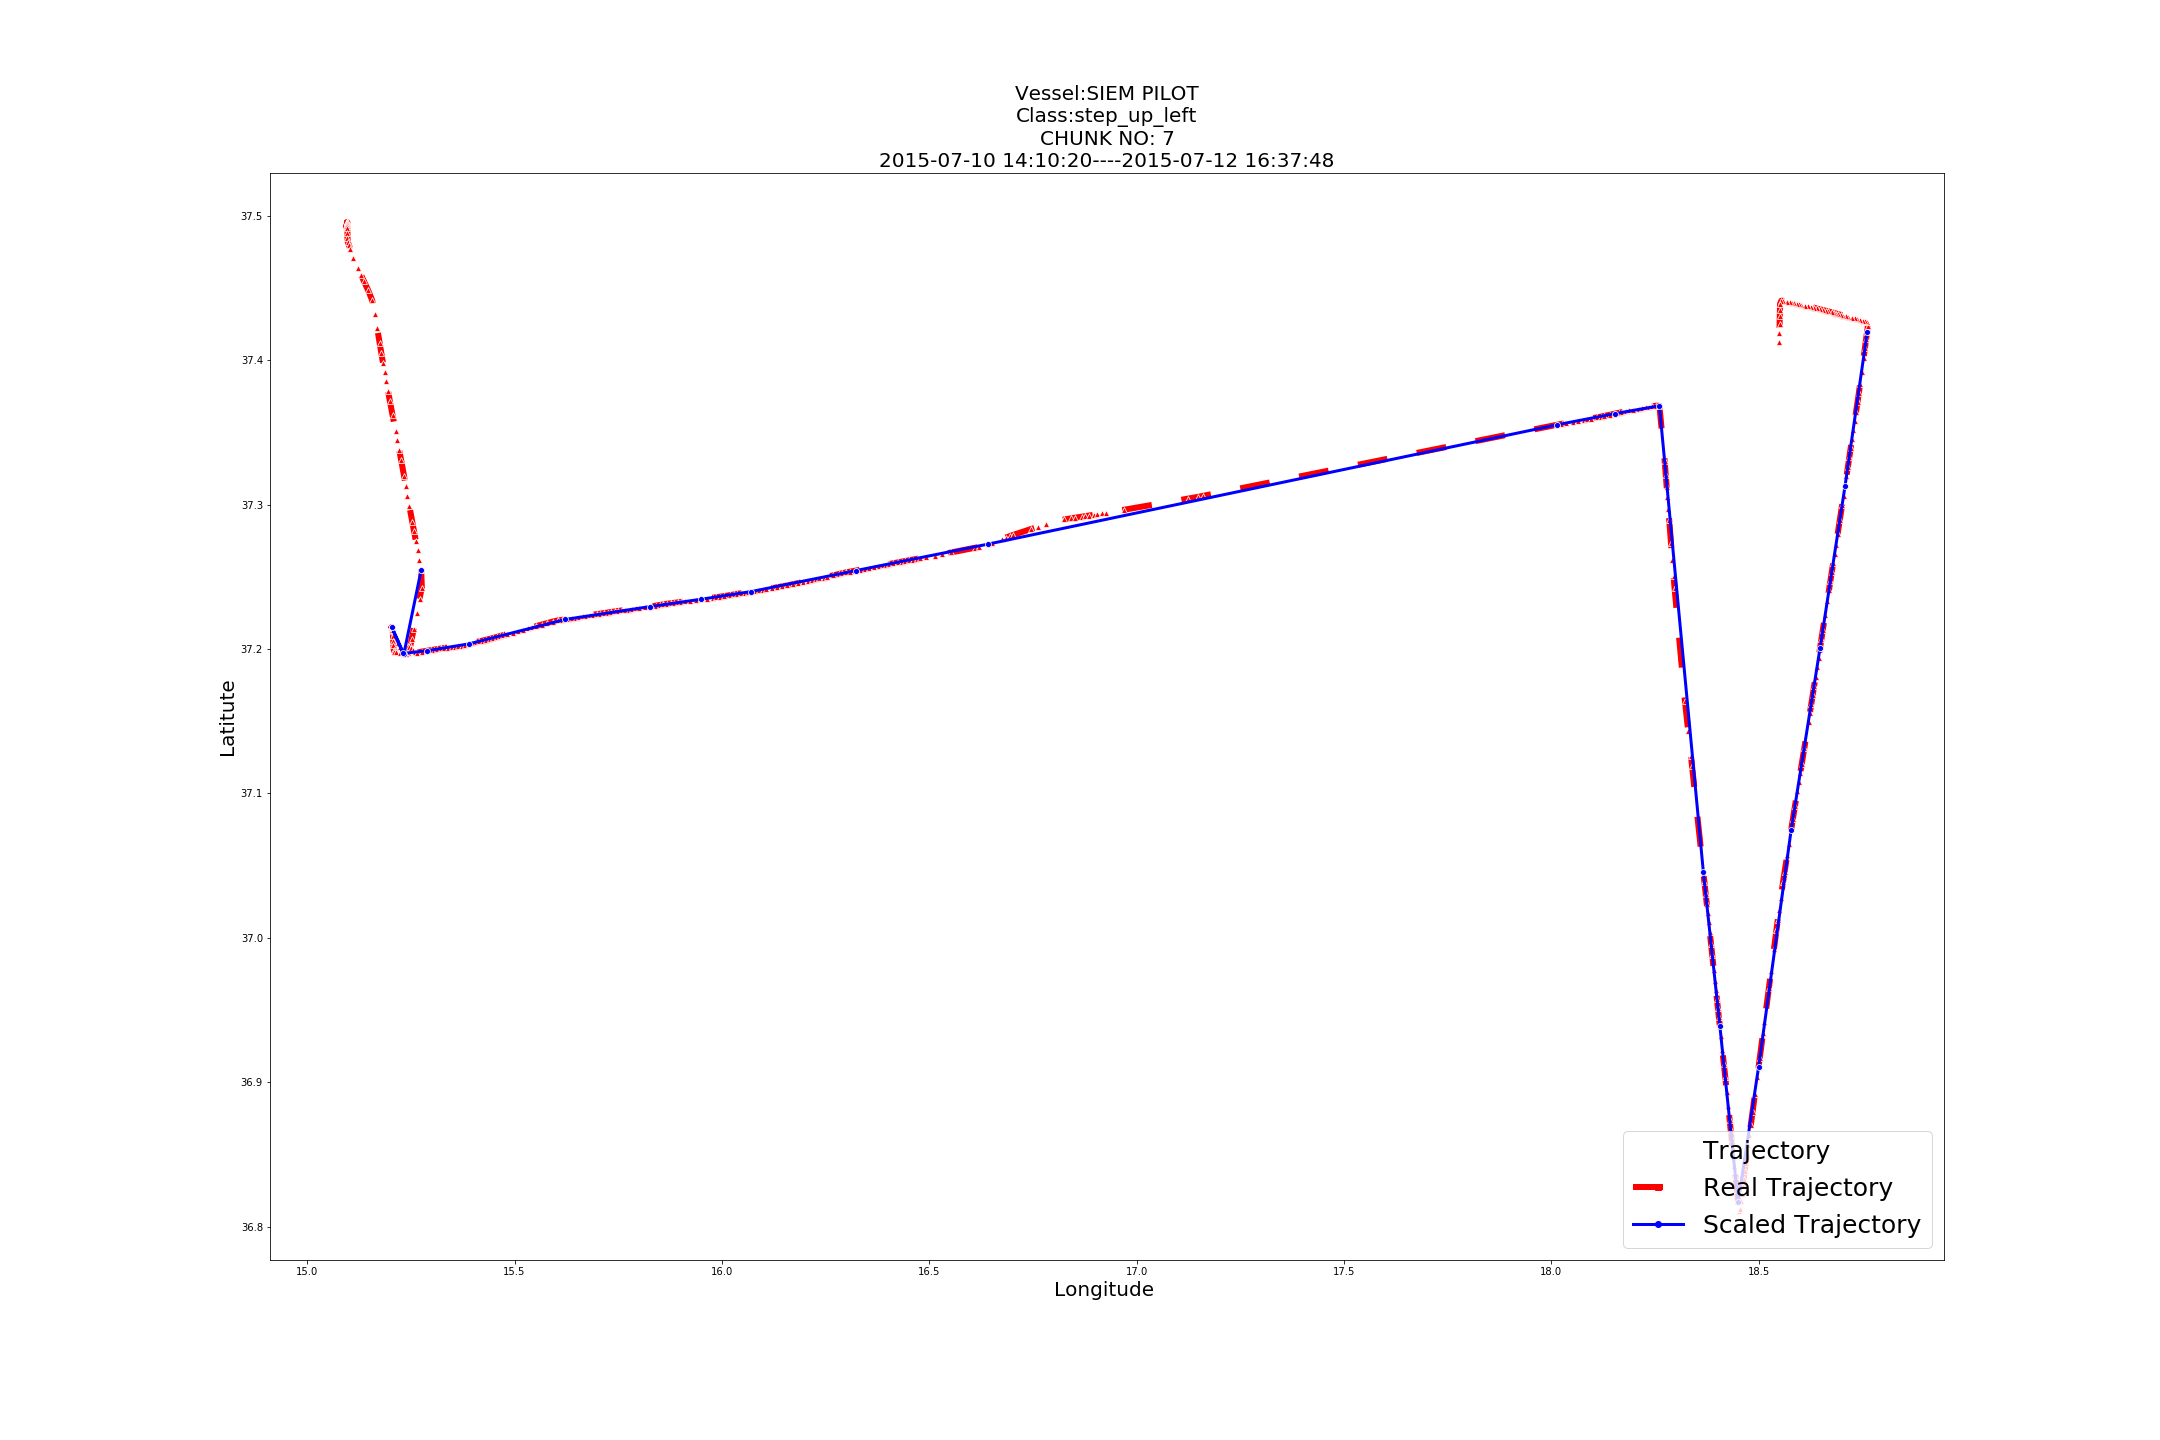 Vessel:SIEM PILOT
Class:step_up_left
CHUNK NO: 7
2015-07-10 14:10:20----2015-07-12 16:37:48
37.5
37.4
37.3
37.2
37.1
37.0
36.9
36.8
Latitute
15.0
15.5
16.0
16.5
17.0
17.5
18.0
18.5
Longitude
Trajectory
Real Trajectory
Scaled Trajectory